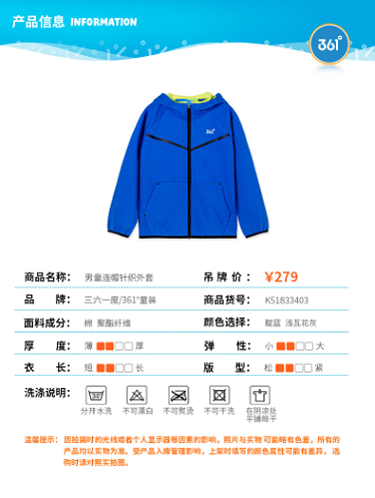 产品信息 INFORMATION
361°
361°
商品名称： 男童连帽针织外套 吊牌价： ¥279
品牌： 三六一度/361°童装 商品货号： K51833403
面料成分： 棉 聚酯纤维 颜色选择： 靛蓝 浅瓦花灰
厚度： 薄 厚 弹性： 小 大
衣长： 短 长 版型： 松 紧
洗涤说明：
分开水洗 不可漂白 不可熨烫 不可干洗 在阴凉处
平铺晾干
温馨提示： 因拍摄时的光线或者个人显示器等因素的影响，照片与实物 可能略有色差，所有的
产品均以实物为准。受产品入库管理影响，上架时填写的颜色属性可能有差异， 选
购时请对照实拍图。